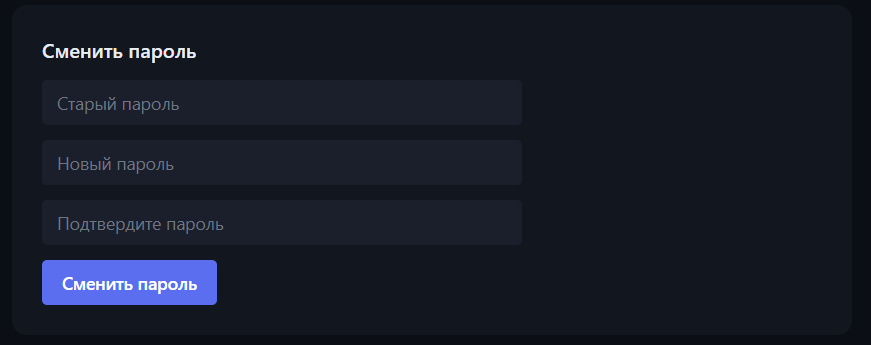 Сменить пароль
Старый пароль
Новый пароль
Подтвердите пароль
Сменить пароль